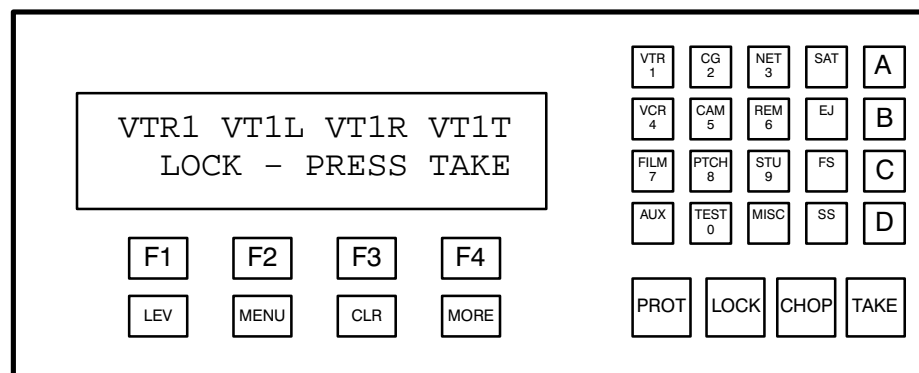 VTR1 VT1L VT1R VT1T
LOCK – PRESS TAKE
F1 F2 F3 F4
LEV MENU CLR MORE
VTR
1
CG
2
NET
3
SAT
A
VCR
4
CAM
5
REM
6
EJ
B
FILM
7
PTCH
8
STU
9
FS
C
AUX
TEST
0
MISC
SS
D
PROT LOCK CHOP TAKE